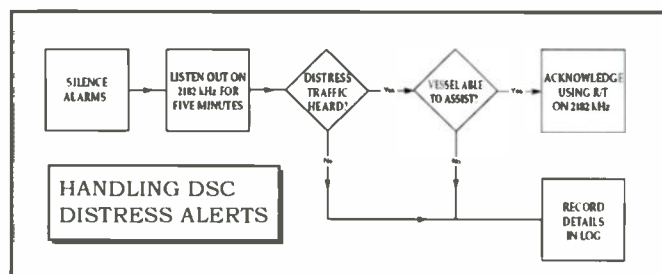 SILENCE
ALARMS
LISTEN OUT ON
2182 kHz FOR
FIVE MINUTES
DISTRESS
TRAFFIC
HEARD?
Yes
VESSEL ABLE
TO ASSIST?
Yes
ACKNOWLEDGE
USING R/T
ON 2182 kHz
No
No
HANDLING DSC
DISTRESS ALERTS
RECORD
DETAILS
IN LOG